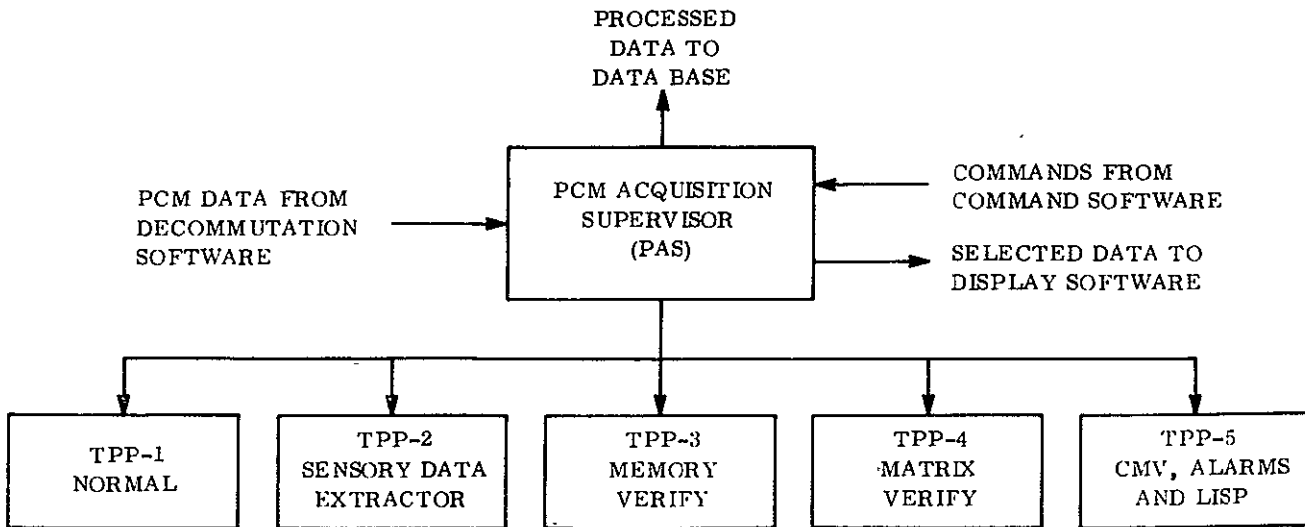 PROCESSED
DATA TO
DATA BASE
PCM DATA FROM
DECOMMUTATION
SOFTWARE
PCM ACQUISITION
SUPERVISOR
(PAS)
COMMANDS FROM
COMMAND SOFTWARE
SELECTED DATA TO
DISPLAY SOFTWARE
TPP-1
NORMAL
TPP-2
SENSORY DATA
EXTRACTOR
TPP-3
MEMORY
VERIFY
TPP-4
MATRIX
VERIFY
TPP-5
CMV, ALARMS
AND LISP